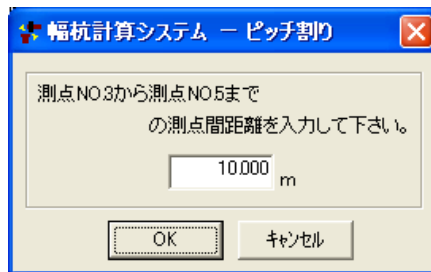 幅杭計算システム － ピッチ割り
測点NO.3から測点NO.5まで
の測点間距離を入力して下さい。
10.000 m
OK ｷｬﾝｾﾙ